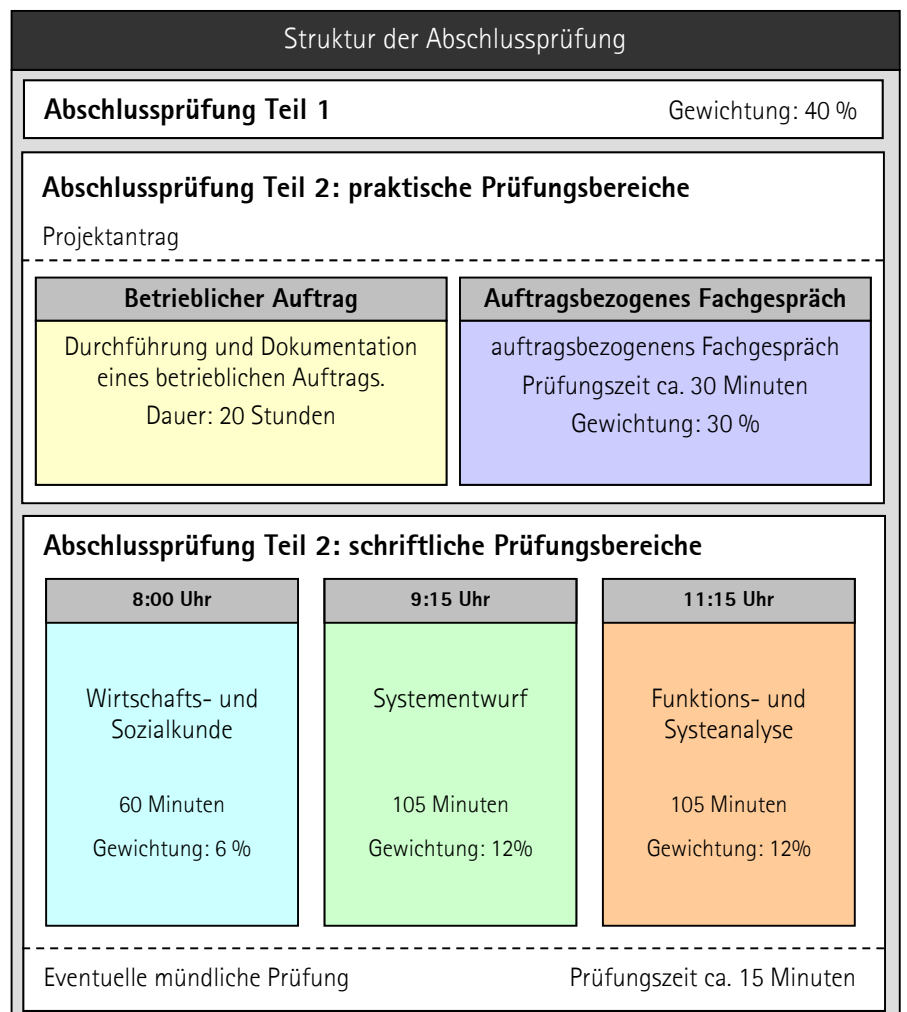 Struktur der Abschlussprüfung
Abschlussprüfung Teil 1 Gewichtung: 40 %
Abschlussprüfung Teil 2: praktische Prüfungsbereiche
Projektantrag
Betrieblicher Auftrag
Durchführung und Dokumentation
eines betrieblichen Auftrags.
Dauer: 20 Stunden
Auftragsbezogenes Fachgespräch
auftragsbezogenens Fachgespräch
Prüfungszeit ca. 30 Minuten
Gewichtung: 30 %
Abschlussprüfung Teil 2: schriftliche Prüfungsbereiche
8:00 Uhr
Wirtschafts- und
Sozialkunde
60 Minuten
Gewichtung: 6 %
9:15 Uhr
Systementwurf
105 Minuten
Gewichtung: 12%
11:15 Uhr
Funktions- und
Systeanalyse
105 Minuten
Gewichtung: 12%
Eventuelle mündliche Prüfung Prüfungszeit ca. 15 Minuten